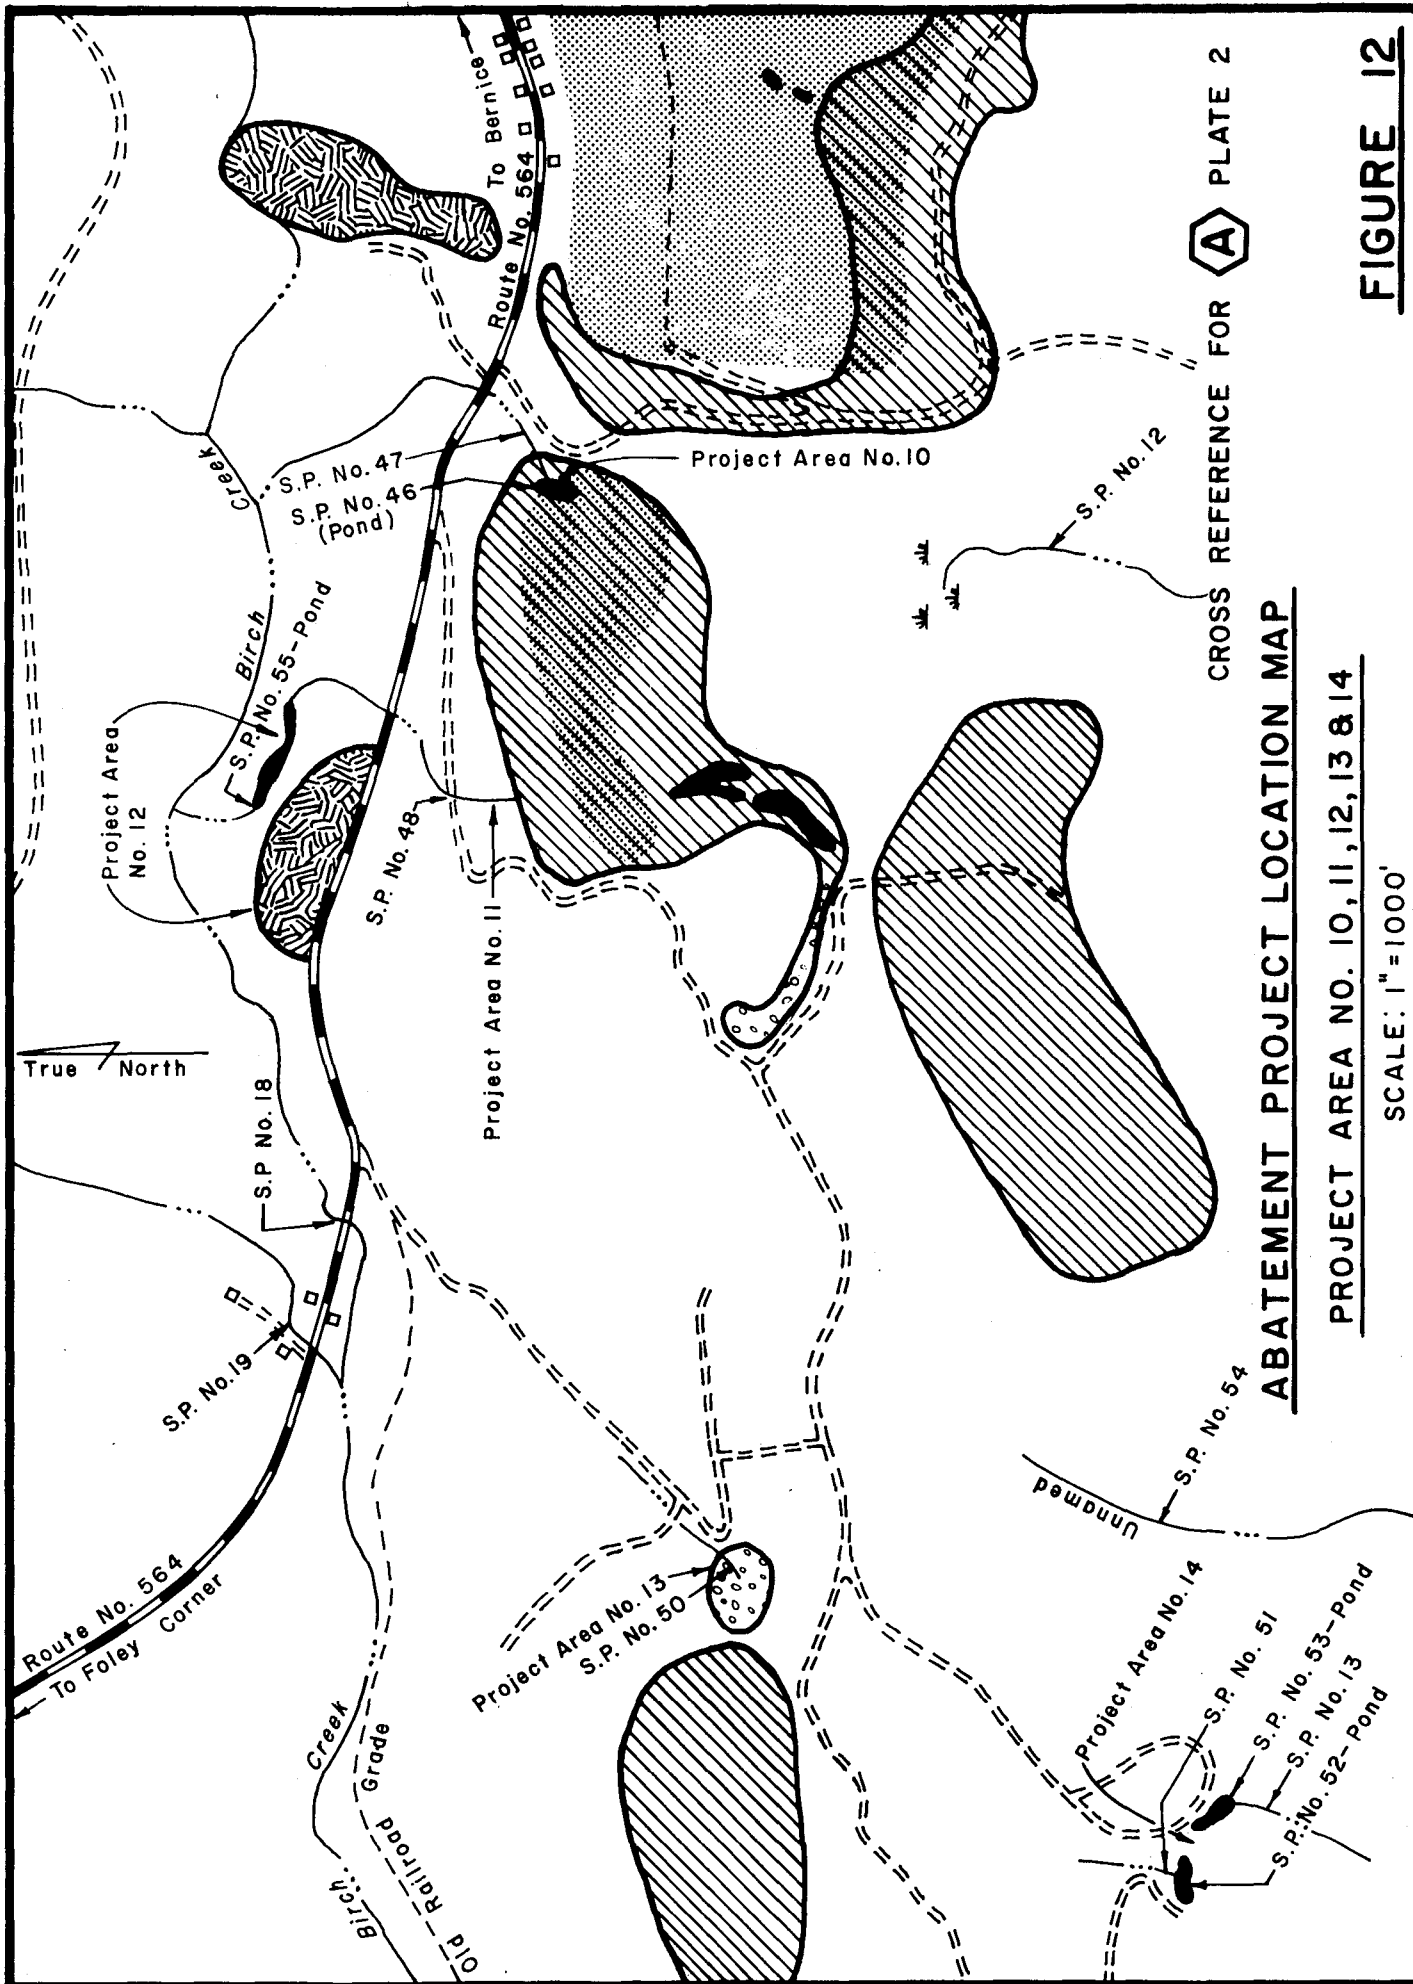 Route No. 564
To Foley Corner
Creek
Birch
Old Railroad Grade
S.P. No. 19
S.P. No. 18
True North
Project Area
No. 12
S.P. No. 55-Pond
Birch
Creek
S.P. No. 47
S.P. No. 46
(Pond)
Route No. 564
To Bernice
S.P. No. 48
Project Area No. 11
Project Area No. 10
S.P. No. 12
Project Area No. 13
S.P. No. 50
Project Area No. 14
S.P. No. 51
S.P. No. 53-Pond
S.P. No. 13
S.P. No. 52-Pond
Unnamed
S.P. No. 54
CROSS REFERENCE FOR A PLATE 2
ABATEMENT PROJECT LOCATION MAP
PROJECT AREA NO. 10, 11, 12, 13 & 14
SCALE: 1" = 1000'
FIGURE 12